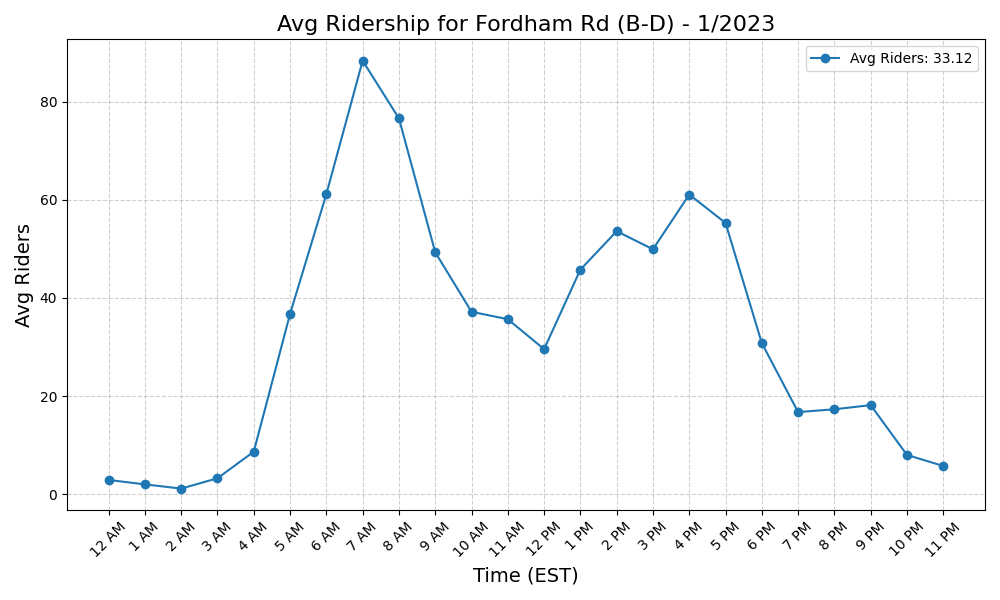 Avg Ridership for Fordham Rd (B-D) - 1/2023
Avg Riders: 33.12
Avg Riders
80
60
40
20
0
12 AM
1 AM
2 AM
3 AM
4 AM
5 AM
6 AM
7 AM
8 AM
9 AM
10 AM
11 AM
12 PM
1 PM
2 PM
3 PM
4 PM
5 PM
6 PM
7 PM
8 PM
9 PM
10 PM
11 PM
Time (EST)